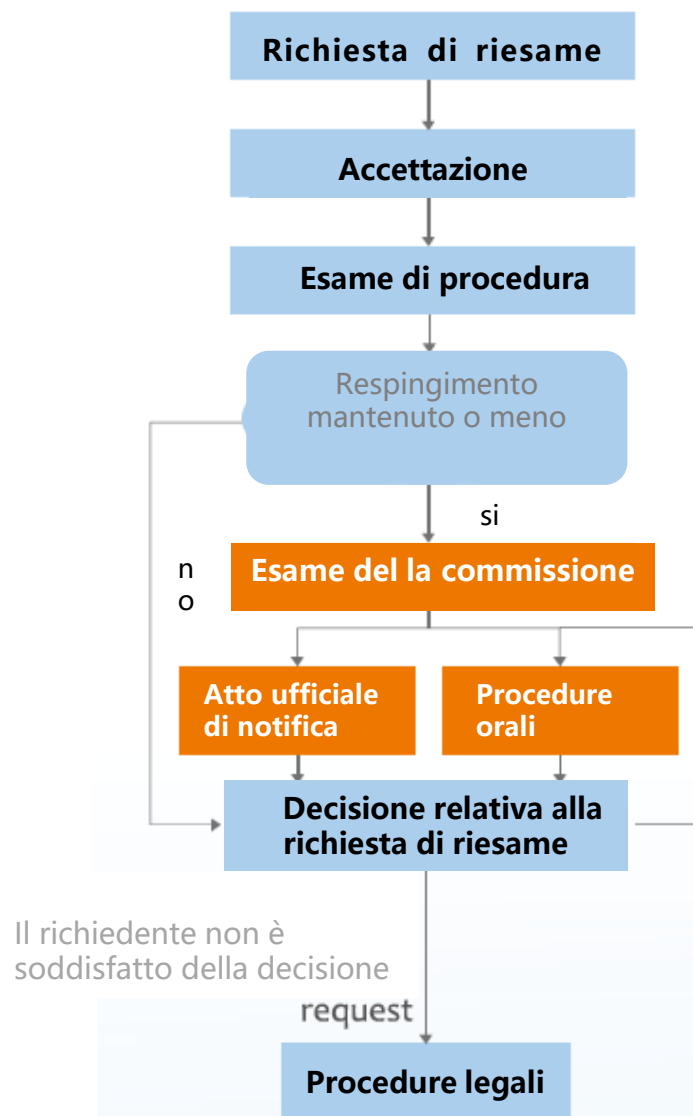 Richiesta di riesame
Accettazione
Esame di procedura
Respingimento
mantenuto o meno
si
n
o
Esame del la commissione
Atto ufficiale
di notifica
Procedure
orali
Decisione relativa alla
richiesta di riesame
Il richiedente non è
soddisfatto della decisione
request
Procedure legali